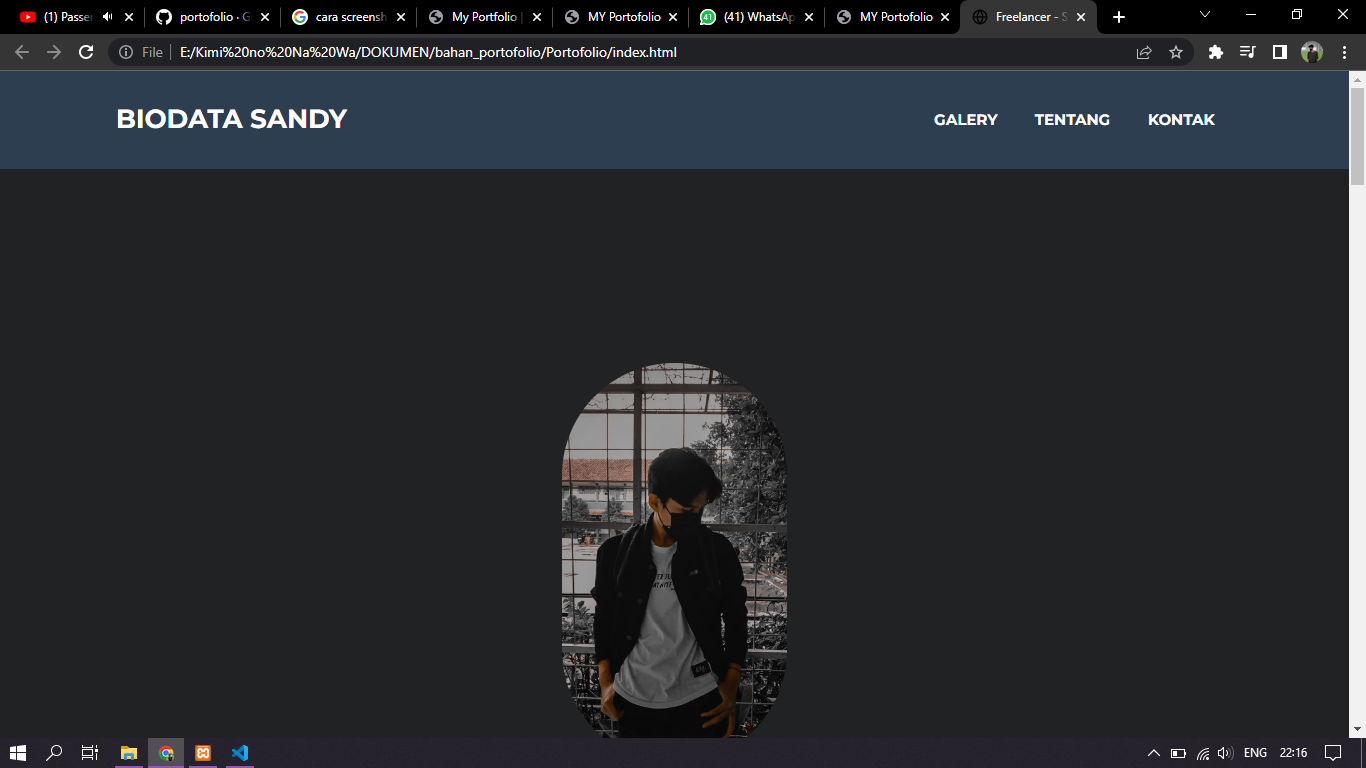 (1) Passen
portofolio · G
cara screensh
My Portfolio |
MY Portofolio
(41) WhatsAp
MY Portofolio
Freelancer - S
File
E:/Kimi%20no%20Na%20Wa/DOKUMEN/bahan_portofolio/Portofolio/index.html
BIODATA SANDY
GALERY TENTANG KONTAK
ENG 22:16